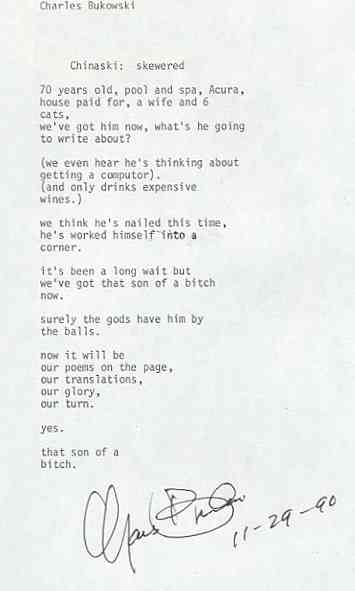 Charles Bukowski
Chinaski: skewered
70 years old, pool and spa, Acura,
house paid for, a wife and 6
cats,
we've got him now, what's he going
to write about?
(we even hear he's thinking about
getting a computor).
(and only drinks expensive
wines.)
we think he's nailed this time,
he's worked himself into a
corner.
it's been a long wait but
we've got that son of a bitch
now.
surely the gods have him by
the balls.
now it will be
our poems on the page,
our translations,
our glory,
our turn.
yes.
that son of a
bitch.
11-29-90